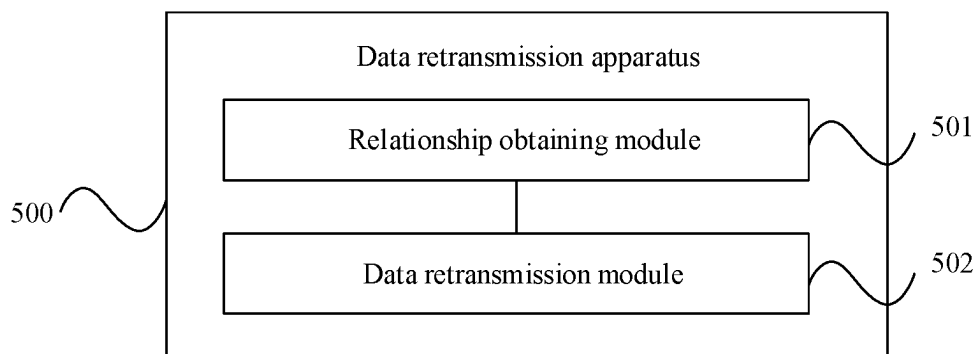 Data retransmission apparatus
Relationship obtaining module
501
500
Data retransmission module
502